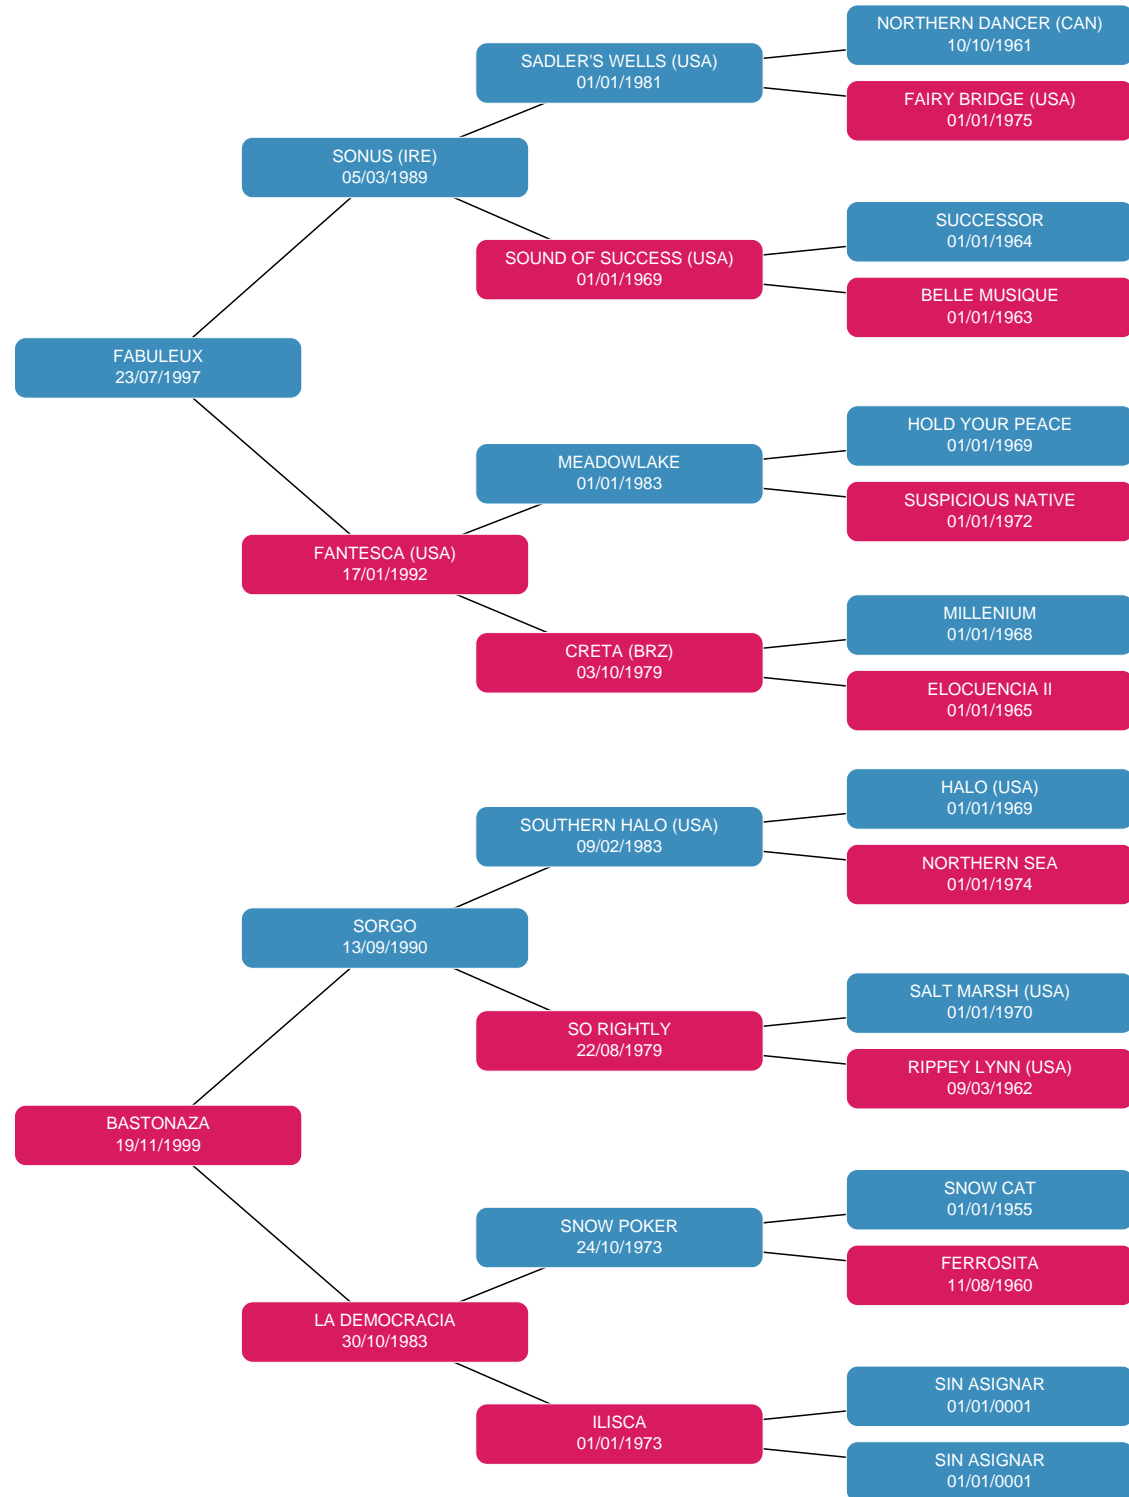 NORTHERN DANCER (CAN)
10/10/1961
SADLER'S WELLS (USA)
01/01/1981
FAIRY BRIDGE (USA)
01/01/1975
SONUS (IRE)
05/03/1989
SUCCESSOR
01/01/1964
SOUND OF SUCCESS (USA)
01/01/1969
BELLE MUSIQUE
01/01/1963
FABULEUX
23/07/1997
HOLD YOUR PEACE
01/01/1969
MEADOWLAKE
01/01/1983
SUSPICIOUS NATIVE
01/01/1972
FANTESCA (USA)
17/01/1992
MILLENIUM
01/01/1968
CRETA (BRZ)
03/10/1979
ELOCUENCIA II
01/01/1965
HALO (USA)
01/01/1969
SOUTHERN HALO (USA)
09/02/1983
NORTHERN SEA
01/01/1974
SORGO
13/09/1990
SALT MARSH (USA)
01/01/1970
SO RIGHTLY
22/08/1979
RIPPEY LYNN (USA)
09/03/1962
BASTONAZA
19/11/1999
SNOW CAT
01/01/1955
SNOW POKER
24/10/1973
FERROSITA
11/08/1960
LA DEMOCRACIA
30/10/1983
SIN ASIGNAR
01/01/0001
ILISCA
01/01/1973
SIN ASIGNAR
01/01/0001